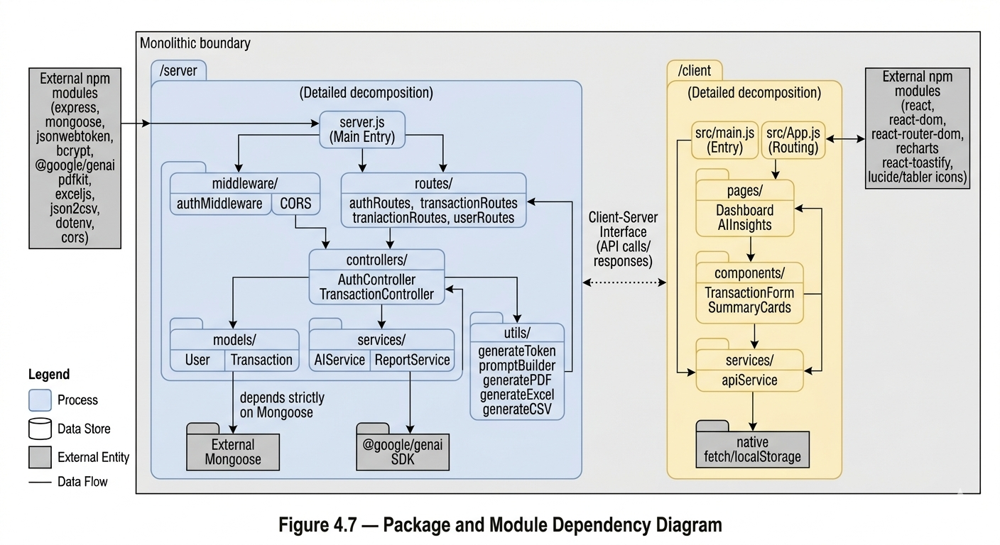 Monolithic boundary
External npm
modules
(express,
mongoose,
jsonwebtoken,
bcrypt,
@google/genai
pdfkit,
exceljs,
json2csv,
dotenv,
cors)
/server
(Detailed decomposition)
server.js
(Main Entry)
middleware/
authMiddleware
CORS
routes/
authRoutes, transactionRoutes
traniactionRoutes, userRoutes
controllers/
AuthController
TransactionController
models/
User
Transaction
services/
AIService
ReportService
utils/
generateToken
promptBuilder
generatePDF
generateExcel
generateCSV
depends strictly
on Mongoose
External
Mongoose
@google/genai
SDK
Client-Server
Interface
(API calls/
responses)
/client
(Detailed decomposition)
src/main.js
(Entry)
src/App.js
(Routing)
pages/
Dashboard
AIInsights
components/
TransactionForm
SummaryCards
services/
apiService
native
fetch/localStorage
External npm
modules
(react,
react-dom,
react-router-dom,
recharts
react-toastify,
lucide/tabler icons)
Legend
Process
Data Store
External Entity
Data Flow
Figure 4.7 — Package and Module Dependency Diagram